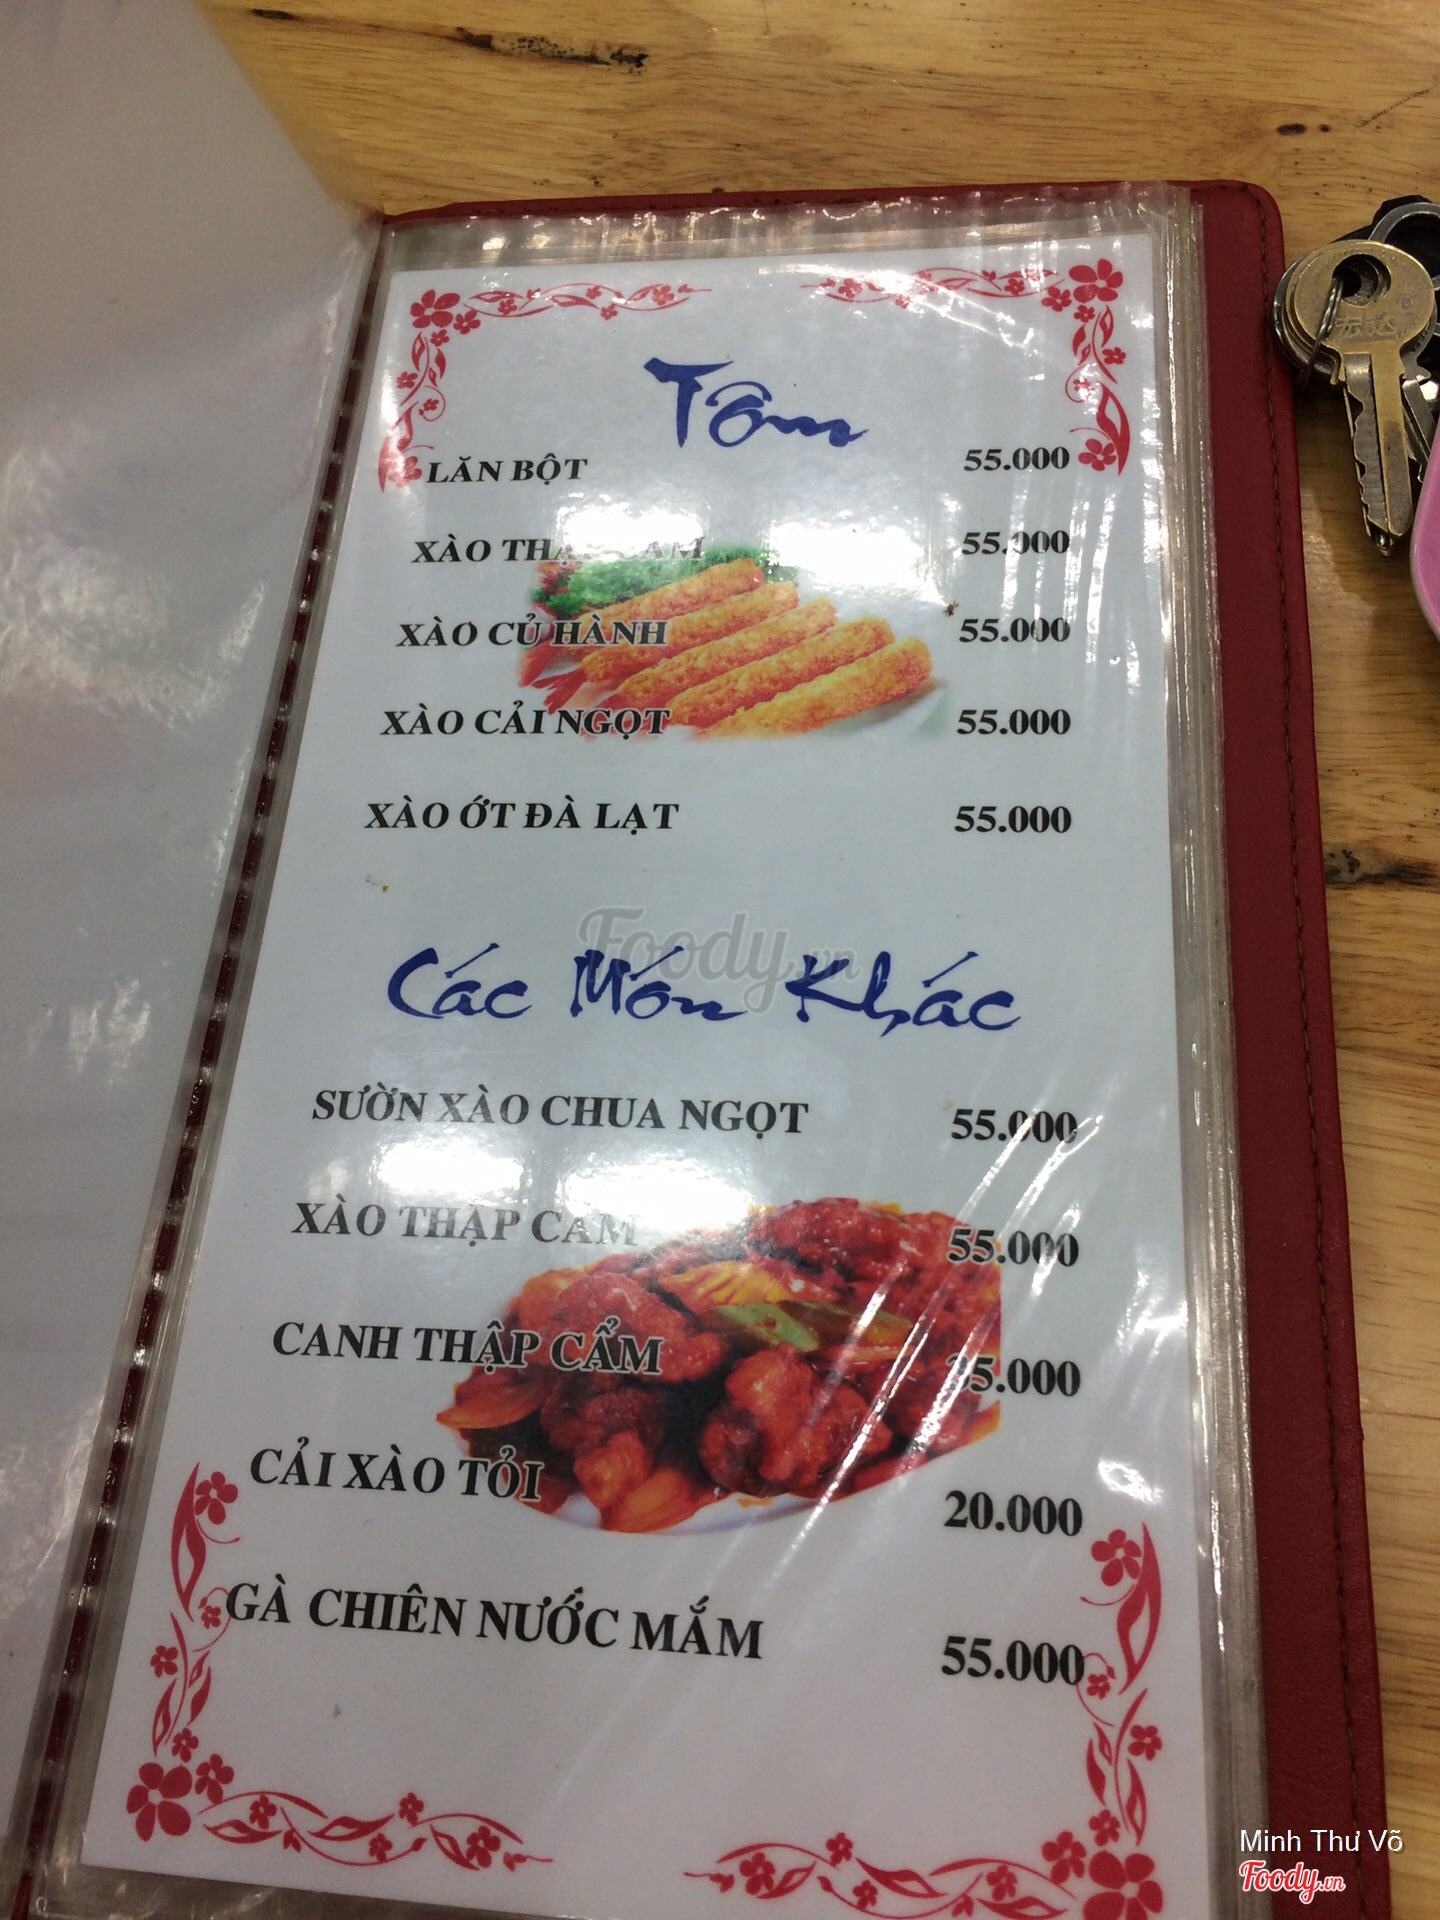 Tôm
LĂN BỘT 55.000
XÀO THẬP CẨM 55.000
XÀO CỦ HÀNH 55.000
XÀO CẢI NGỌT 55.000
XÀO ỚT ĐÀ LẠT 55.000
Foody.vn
Các Món Khác
SƯỜN XÀO CHUA NGỌT 55.000
XÀO THẬP CẨM 55.000
CANH THẬP CẨM 35.000
CẢI XÀO TỎI 20.000
GÀ CHIÊN NƯỚC MẮM 55.000
Minh Thư Võ
Foody.vn